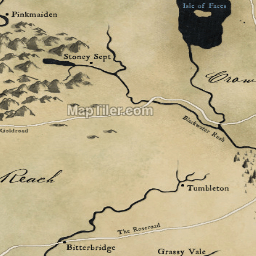 Isle of Faces
Pinkmaiden
Stoney Sept
Crow
MapTiler.com
Blackwater Rush
Goldroad
Reach
Tumbleton
The Roseroad
Bitterbridge
Grassy Vale